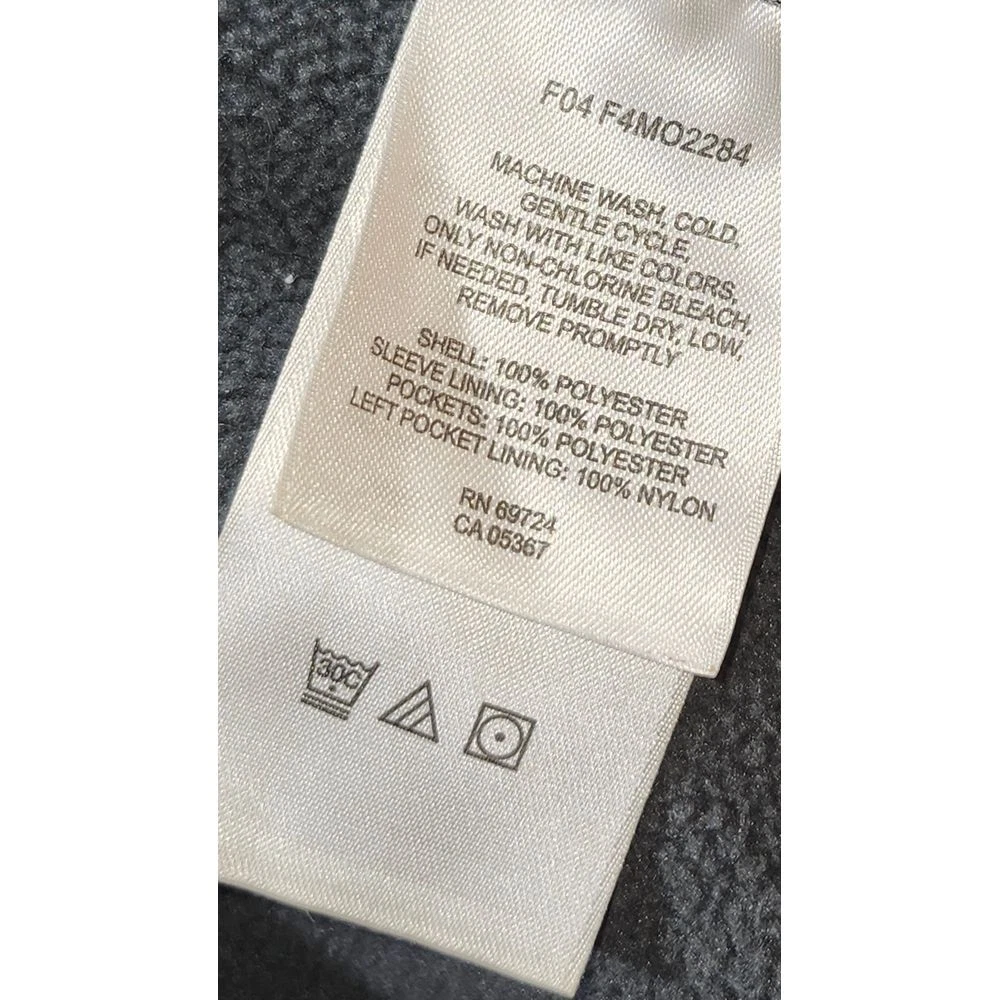 F04 F4MO2284
MACHINE WASH, COLD,
GENTLE CYCLE,
WASH WITH LIKE COLORS,
ONLY NON-CHLORINE BLEACH,
IF NEEDED, TUMBLE DRY, LOW,
REMOVE PROMPTLY
SHELL: 100% POLYESTER
SLEEVE LINING: 100% POLYESTER
POCKETS: 100% POLYESTER
LEFT POCKET LINING: 100% NYLON
RN 69724
CA 05367
30C